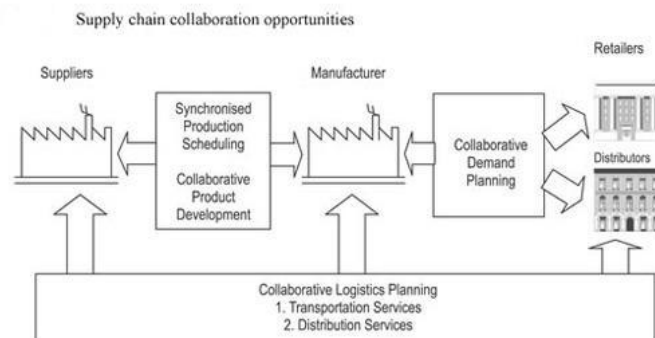 Supply chain collaboration opportunities
Retailers
Suppliers
Manufacturer
Synchronised
Production
Scheduling
Collaborative
Product
Development
Collaborative
Demand
Planning
Distributors
Collaborative Logistics Planning
1. Transportation Services
2. Distribution Services